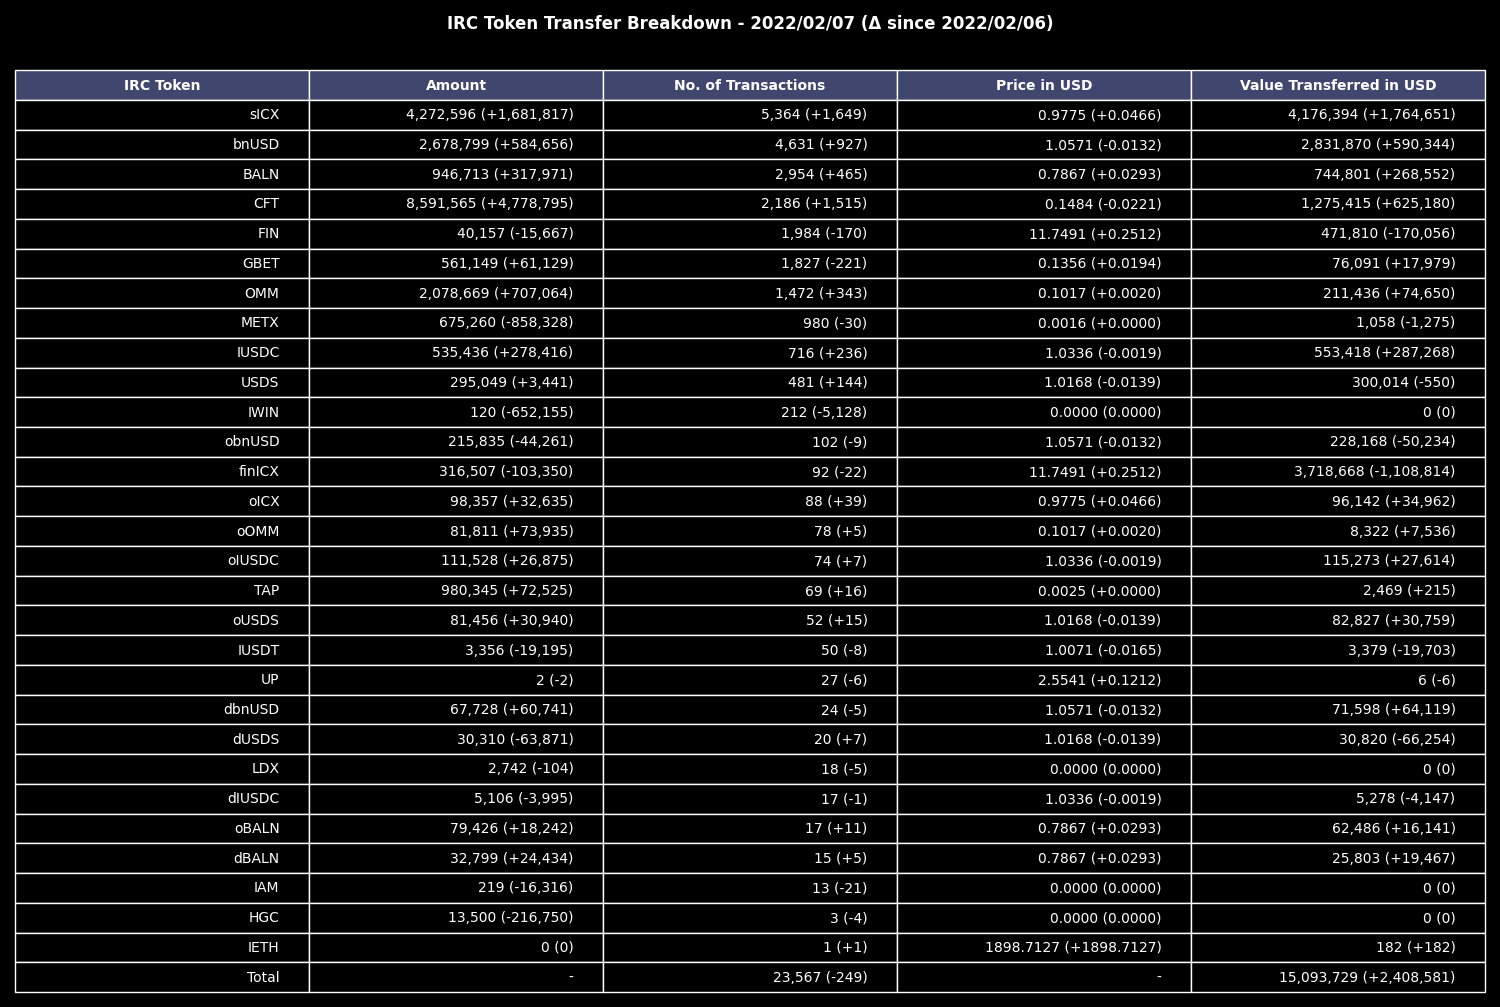 IRC Token Transfer Breakdown - 2022/02/07 (Δ since 2022/02/06)
IRC Token Amount No. of Transactions Price in USD Value Transferred in USD
sICX 4,272,596 (+1,681,817) 5,364 (+1,649) 0.9775 (+0.0466) 4,176,394 (+1,764,651)
bnUSD 2,678,799 (+584,656) 4,631 (+927) 1.0571 (-0.0132) 2,831,870 (+590,344)
BALN 946,713 (+317,971) 2,954 (+465) 0.7867 (+0.0293) 744,801 (+268,552)
CFT 8,591,565 (+4,778,795) 2,186 (+1,515) 0.1484 (-0.0221) 1,275,415 (+625,180)
FIN 40,157 (-15,667) 1,984 (-170) 11.7491 (+0.2512) 471,810 (-170,056)
GBET 561,149 (+61,129) 1,827 (-221) 0.1356 (+0.0194) 76,091 (+17,979)
OMM 2,078,669 (+707,064) 1,472 (+343) 0.1017 (+0.0020) 211,436 (+74,650)
METX 675,260 (-858,328) 980 (-30) 0.0016 (+0.0000) 1,058 (-1,275)
IUSDC 535,436 (+278,416) 716 (+236) 1.0336 (-0.0019) 553,418 (+287,268)
USDS 295,049 (+3,441) 481 (+144) 1.0168 (-0.0139) 300,014 (-550)
IWIN 120 (-652,155) 212 (-5,128) 0.0000 (0.0000) 0 (0)
obnUSD 215,835 (-44,261) 102 (-9) 1.0571 (-0.0132) 228,168 (-50,234)
finICX 316,507 (-103,350) 92 (-22) 11.7491 (+0.2512) 3,718,668 (-1,108,814)
oICX 98,357 (+32,635) 88 (+39) 0.9775 (+0.0466) 96,142 (+34,962)
oOMM 81,811 (+73,935) 78 (+5) 0.1017 (+0.0020) 8,322 (+7,536)
oIUSDC 111,528 (+26,875) 74 (+7) 1.0336 (-0.0019) 115,273 (+27,614)
TAP 980,345 (+72,525) 69 (+16) 0.0025 (+0.0000) 2,469 (+215)
oUSDS 81,456 (+30,940) 52 (+15) 1.0168 (-0.0139) 82,827 (+30,759)
IUSDT 3,356 (-19,195) 50 (-8) 1.0071 (-0.0165) 3,379 (-19,703)
UP 2 (-2) 27 (-6) 2.5541 (+0.1212) 6 (-6)
dbnUSD 67,728 (+60,741) 24 (-5) 1.0571 (-0.0132) 71,598 (+64,119)
dUSDS 30,310 (-63,871) 20 (+7) 1.0168 (-0.0139) 30,820 (-66,254)
LDX 2,742 (-104) 18 (-5) 0.0000 (0.0000) 0 (0)
dIUSDC 5,106 (-3,995) 17 (-1) 1.0336 (-0.0019) 5,278 (-4,147)
oBALN 79,426 (+18,242) 17 (+11) 0.7867 (+0.0293) 62,486 (+16,141)
dBALN 32,799 (+24,434) 15 (+5) 0.7867 (+0.0293) 25,803 (+19,467)
IAM 219 (-16,316) 13 (-21) 0.0000 (0.0000) 0 (0)
HGC 13,500 (-216,750) 3 (-4) 0.0000 (0.0000) 0 (0)
IETH 0 (0) 1 (+1) 1898.7127 (+1898.7127) 182 (+182)
Total - 23,567 (-249) - 15,093,729 (+2,408,581)